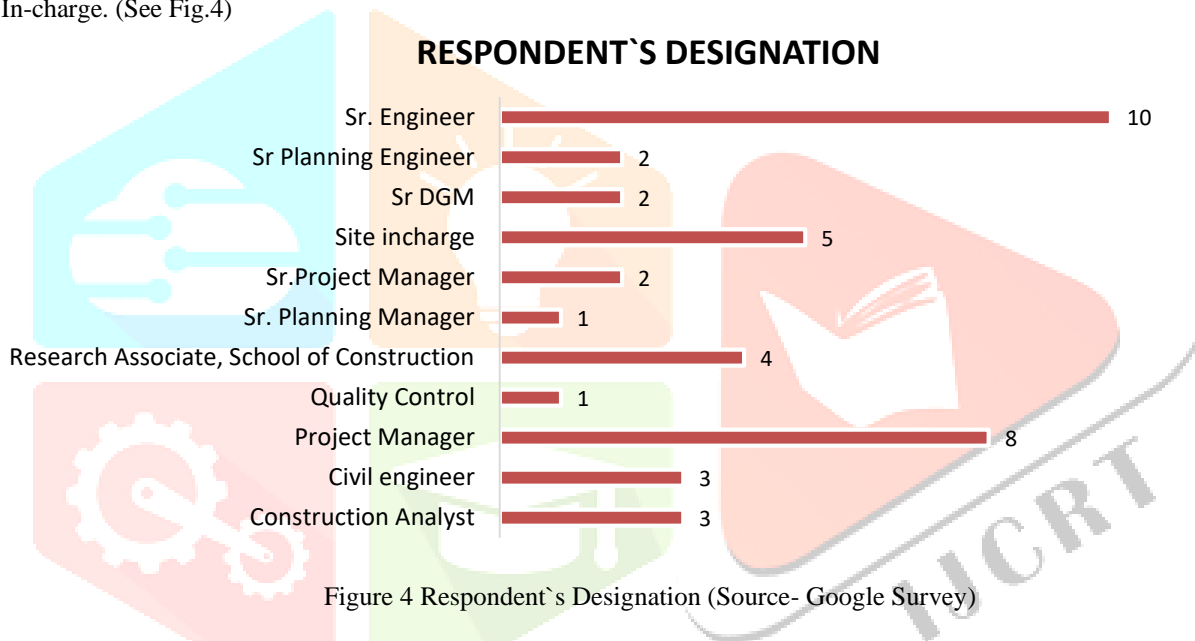 In-charge. (See Fig.4)
RESPONDENT`S DESIGNATION
Sr. Engineer 10
Sr Planning Engineer 2
Sr DGM 2
Site incharge 5
Sr.Project Manager 2
Sr. Planning Manager 1
Research Associate, School of Construction 4
Quality Control 1
Project Manager 8
Civil engineer 3
Construction Analyst 3
IJCRT
Figure 4 Respondent`s Designation (Source- Google Survey)